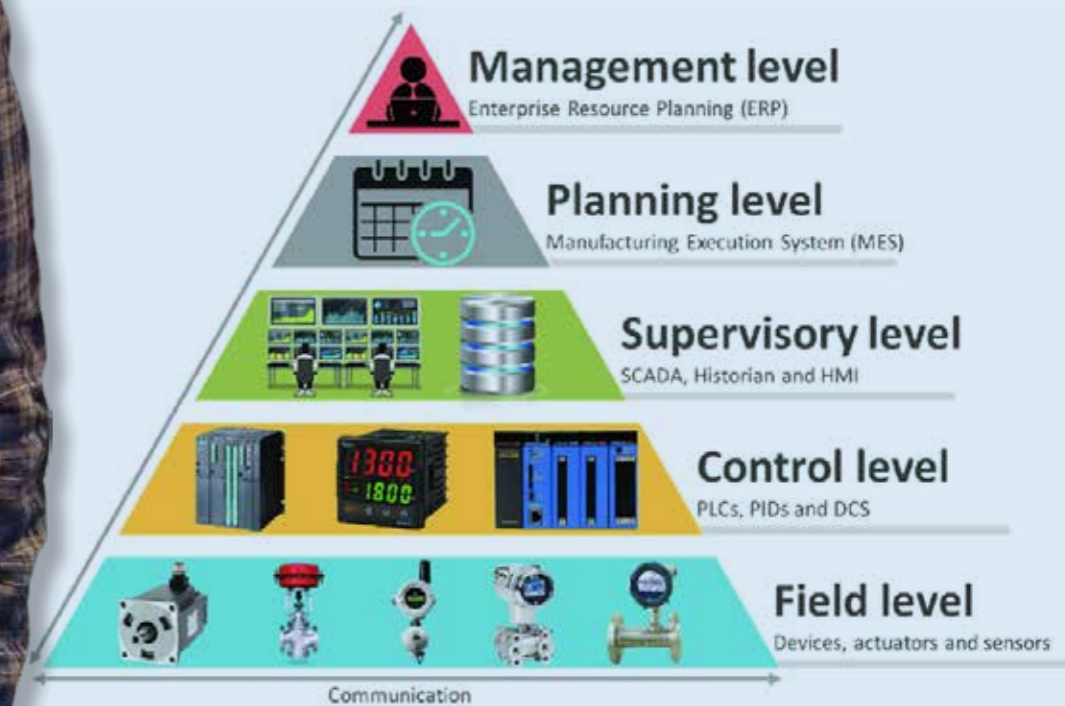 Management level
Enterprise Resource Planning (ERP)
Planning level
Manufacturing Execution System (MES)
Supervisory level
SCADA, Historian and HMI
1300
1800
Control level
PLCs, PIDs and DCS
Field level
Devices, actuators and sensors
Communication